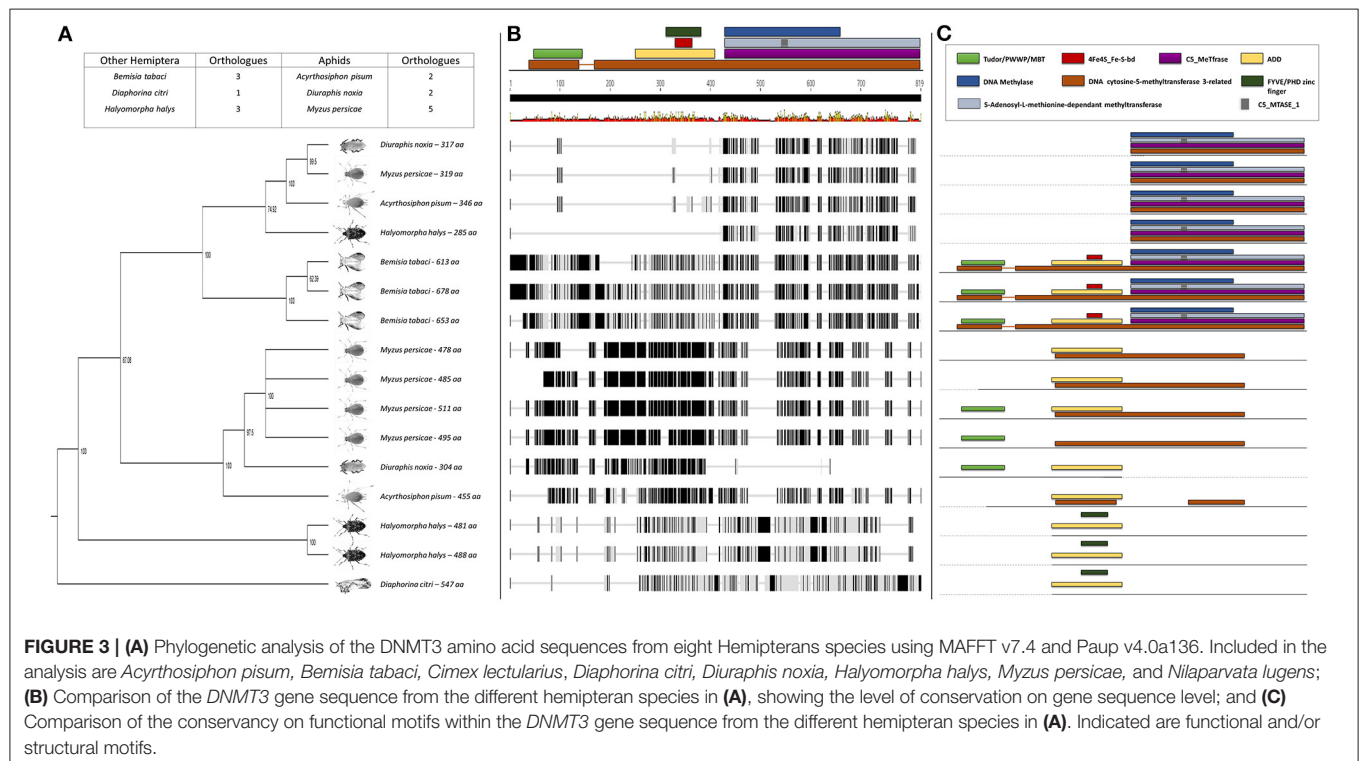 A
Other Hemiptera Orthologues Aphids Orthologues
Bemisia tabaci 3 Acyrthosiphon pisum 2
Diaphorina citri 1 Diuraphis noxia 2
Halyomorpha halys 3 Myzus persicae 5
Diuraphis noxia – 317 aa
99.5
Myzus persicae – 319 aa
100
Acyrthosiphon pisum – 346 aa
74.92
Halyomorpha halys – 285 aa
100
Bemisia tabaci - 613 aa
62.39
Bemisia tabaci - 678 aa
100
Bemisia tabaci - 653 aa
67.08
Myzus persicae - 478 aa
Myzus persicae - 485 aa
100
Myzus persicae - 511 aa
Myzus persicae - 495 aa
97.5
Diuraphis noxia - 304 aa
100
Acyrthosiphon pisum - 455 aa
100
Halyomorpha halys – 481 aa
100
Halyomorpha halys – 488 aa
Diaphorina citri – 547 aa
B
1 100 200 300 400 500 600 700 819
C
Tudor/PWWP/MBT 4Fe4S_Fe-S-bd C5_MeTfrase ADD
DNA Methylase DNA cytosine-5-methyltransferase 3-related FYVE/PHD zinc
finger
S-Adenosyl-L-methionine-dependant methyltransferase C5_MTASE_1
FIGURE 3 | (A) Phylogenetic analysis of the DNMT3 amino acid sequences from eight Hemipterans species using MAFFT v7.4 and Paup v4.0a136. Included in the
analysis are Acyrthosiphon pisum, Bemisia tabaci, Cimex lectularius, Diaphorina citri, Diuraphis noxia, Halyomorpha halys, Myzus persicae, and Nilaparvata lugens;
(B) Comparison of the DNMT3 gene sequence from the different hemipteran species in (A), showing the level of conservation on gene sequence level; and (C)
Comparison of the conservancy on functional motifs within the DNMT3 gene sequence from the different hemipteran species in (A). Indicated are functional and/or
structural motifs.